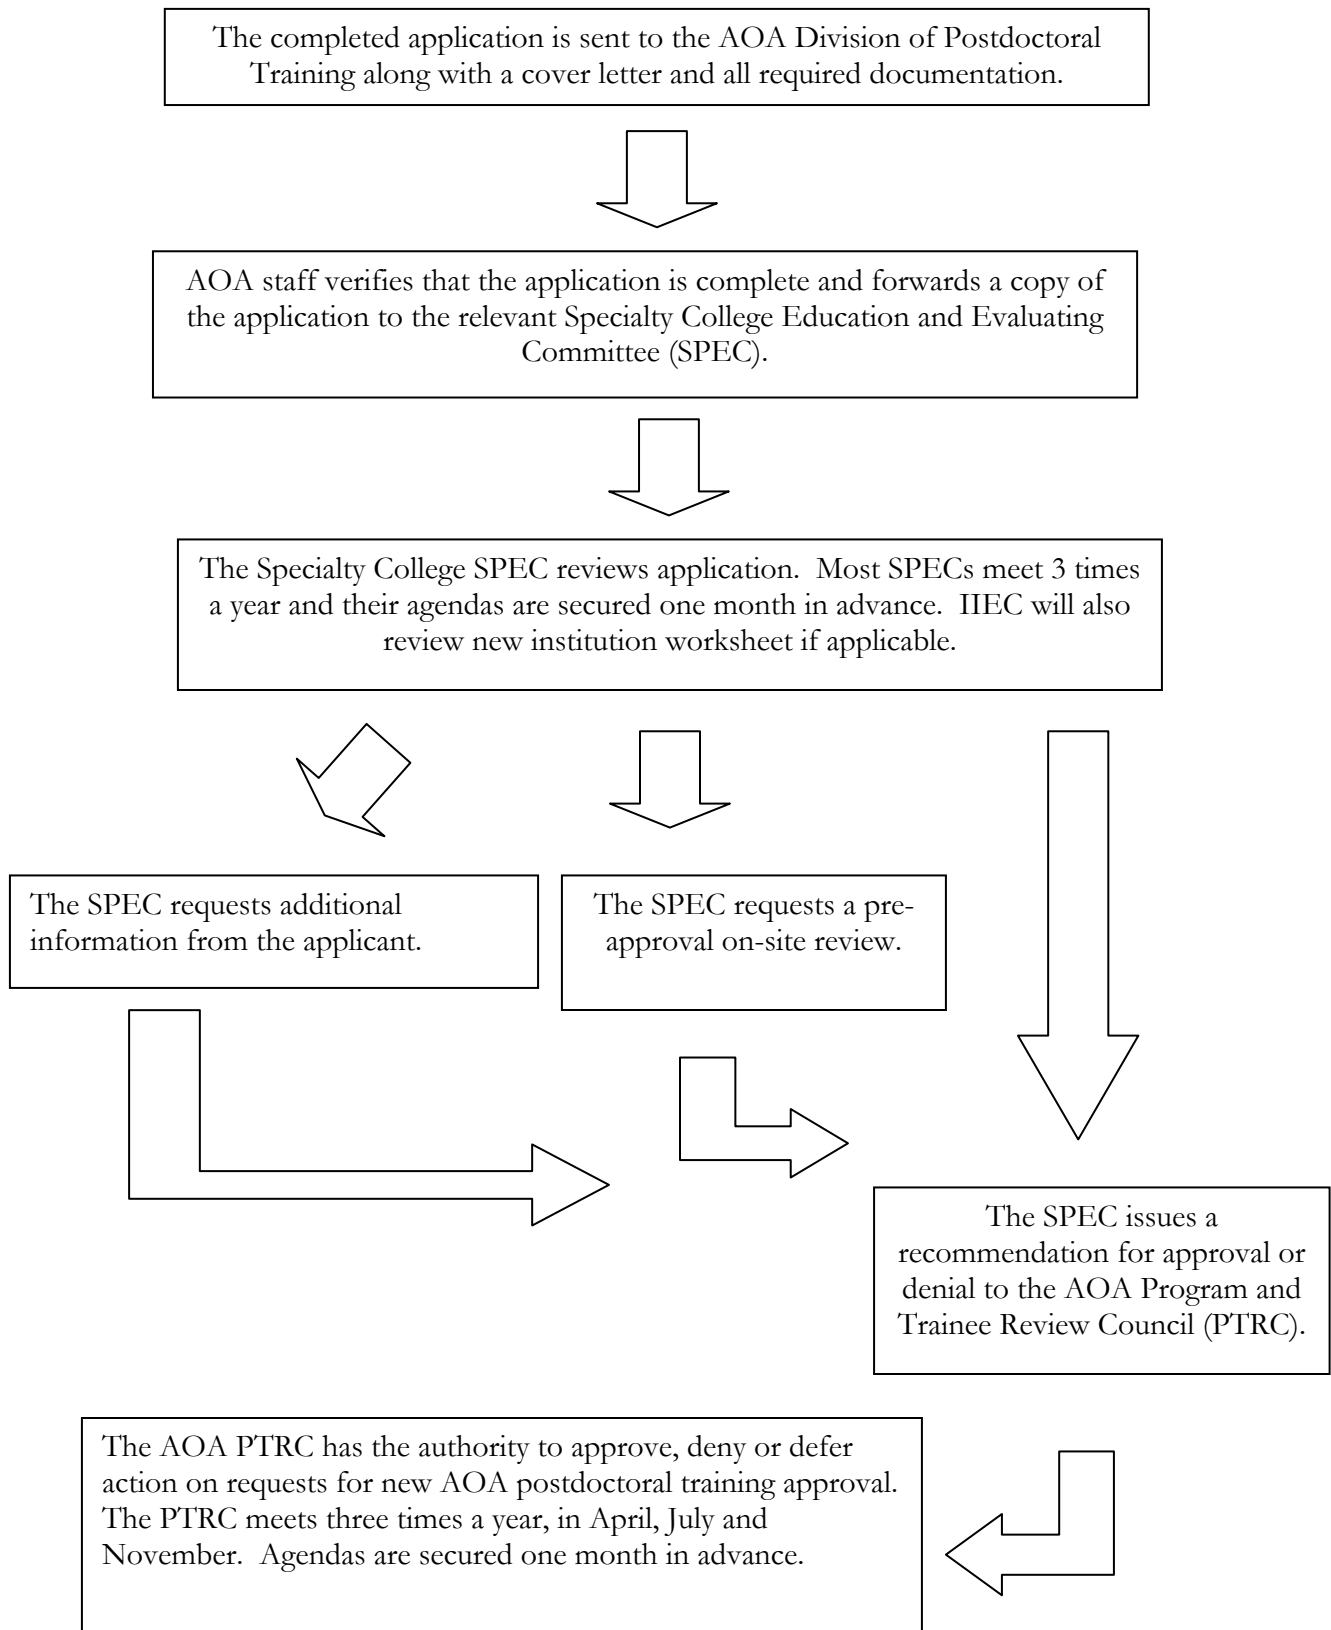 The completed application is sent to the AOA Division of Postdoctoral
Training along with a cover letter and all required documentation.
AOA staff verifies that the application is complete and forwards a copy of
the application to the relevant Specialty College Education and Evaluating
Committee (SPEC).
The Specialty College SPEC reviews application.  Most SPECs meet 3 times
a year and their agendas are secured one month in advance.  IIEC will also
review new institution worksheet if applicable.
The SPEC requests additional
information from the applicant.
The SPEC requests a pre-
approval on-site review.
The SPEC issues a
recommendation for approval or
denial to the AOA Program and
Trainee Review Council (PTRC).
The AOA PTRC has the authority to approve, deny or defer
action on requests for new AOA postdoctoral training approval.
The PTRC meets three times a year, in April, July and
November.  Agendas are secured one month in advance.